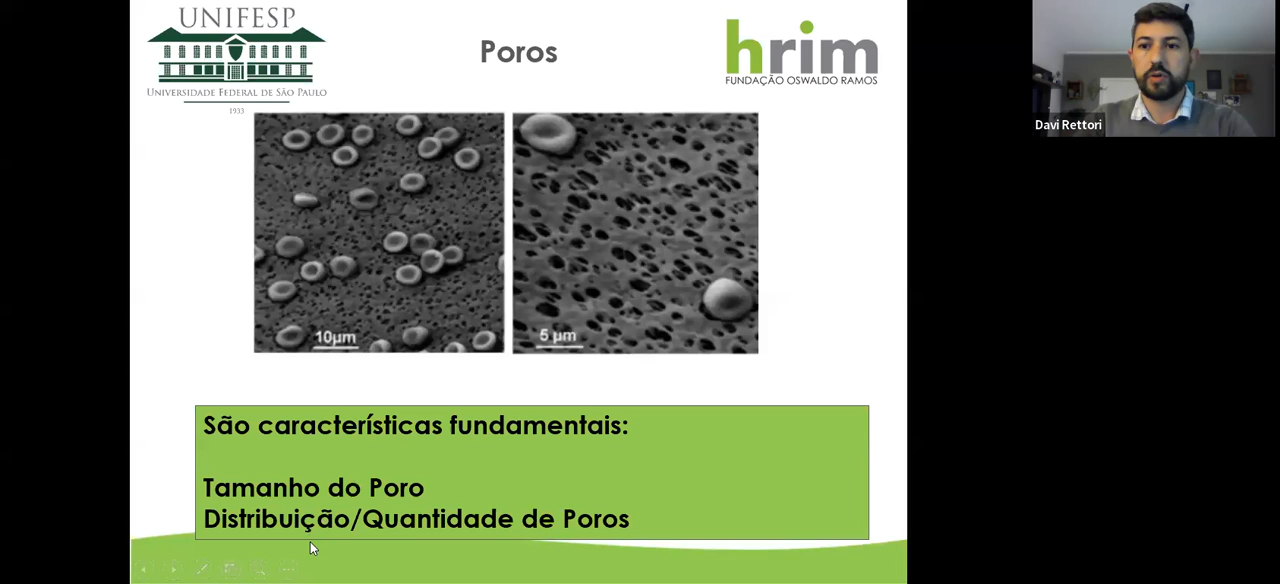 UNIFESP
UNIVERSIDADE FEDERAL DE SÃO PAULO
1933
Poros
hrim
FUNDAÇÃO OSWALDO RAMOS
Davi Rettori
10µm
5 µm
São características fundamentais:
Tamanho do Poro
Distribuição/Quantidade de Poros